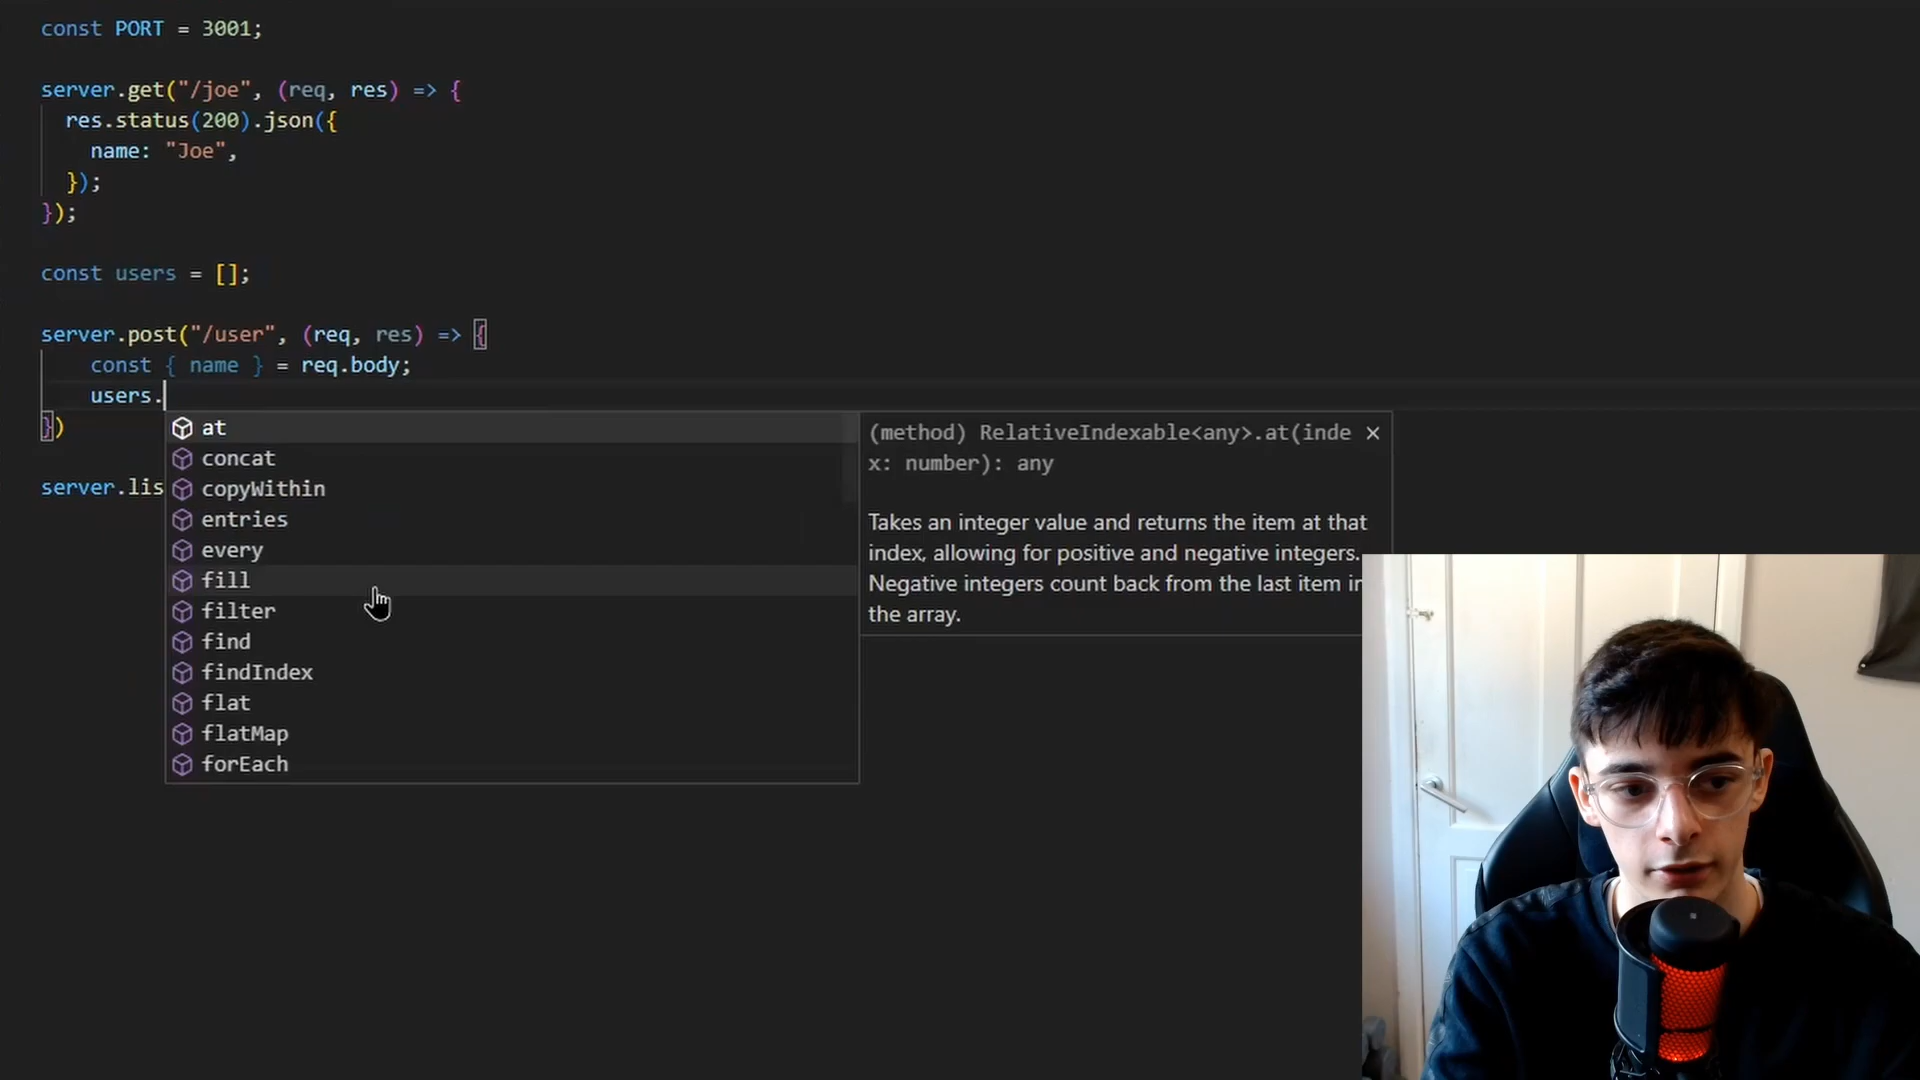 const PORT = 3001;
server.get("/joe", (req, res) => {
res.status(200).json({
name: "Joe",
});
});
const users = [];
server.post("/user", (req, res) => {
const { name } = req.body;
users.
})
server.lis
at
concat
copyWithin
entries
every
fill
filter
find
findIndex
flat
flatMap
forEach
(method) RelativeIndexable<any>.at(inde
x: number): any
Takes an integer value and returns the item at that
index, allowing for positive and negative integers.
Negative integers count back from the last item in
the array.